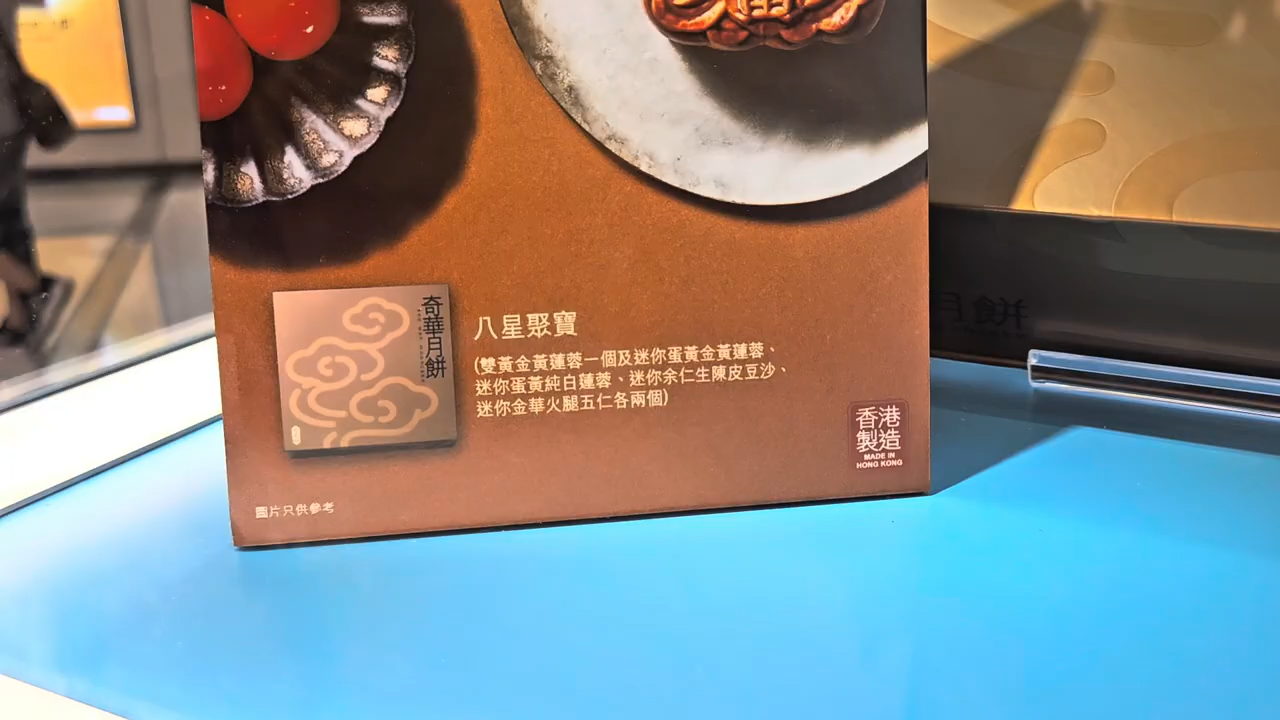 奇華月餅
八星聚寶
(雙黃金黃蓮蓉一個及迷你蛋黃金黃蓮蓉、
迷你蛋黃純白蓮蓉、迷你余仁生陳皮豆沙、
迷你金華火腿五仁各兩個)
香港
製造
MADE IN
HONG KONG
圖片只供參考
月餅